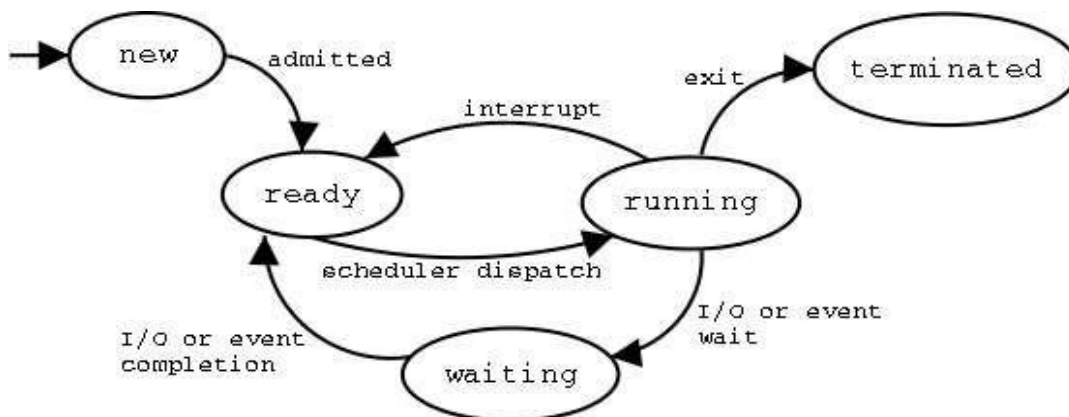 new
admitted
exit
terminated
interrupt
ready
running
scheduler dispatch
I/O or event
completion
I/O or event
wait
waiting